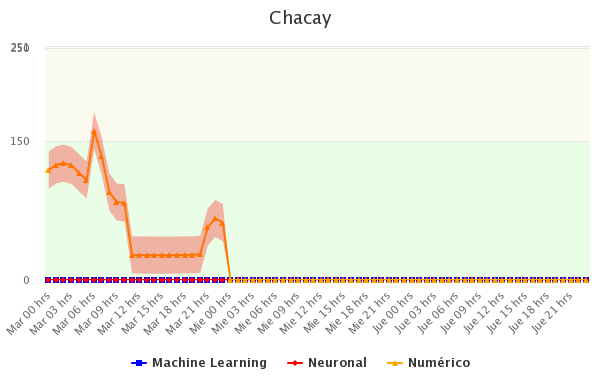 Chacay
250
150
0
Mar 00 hrs
Mar 03 hrs
Mar 06 hrs
Mar 09 hrs
Mar 12 hrs
Mar 15 hrs
Mar 18 hrs
Mar 21 hrs
Mie 00 hrs
Mie 03 hrs
Mie 06 hrs
Mie 09 hrs
Mie 12 hrs
Mie 15 hrs
Mie 18 hrs
Mie 21 hrs
Jue 00 hrs
Jue 03 hrs
Jue 06 hrs
Jue 09 hrs
Jue 12 hrs
Jue 15 hrs
Jue 18 hrs
Jue 21 hrs
Machine Learning Neuronal Numérico